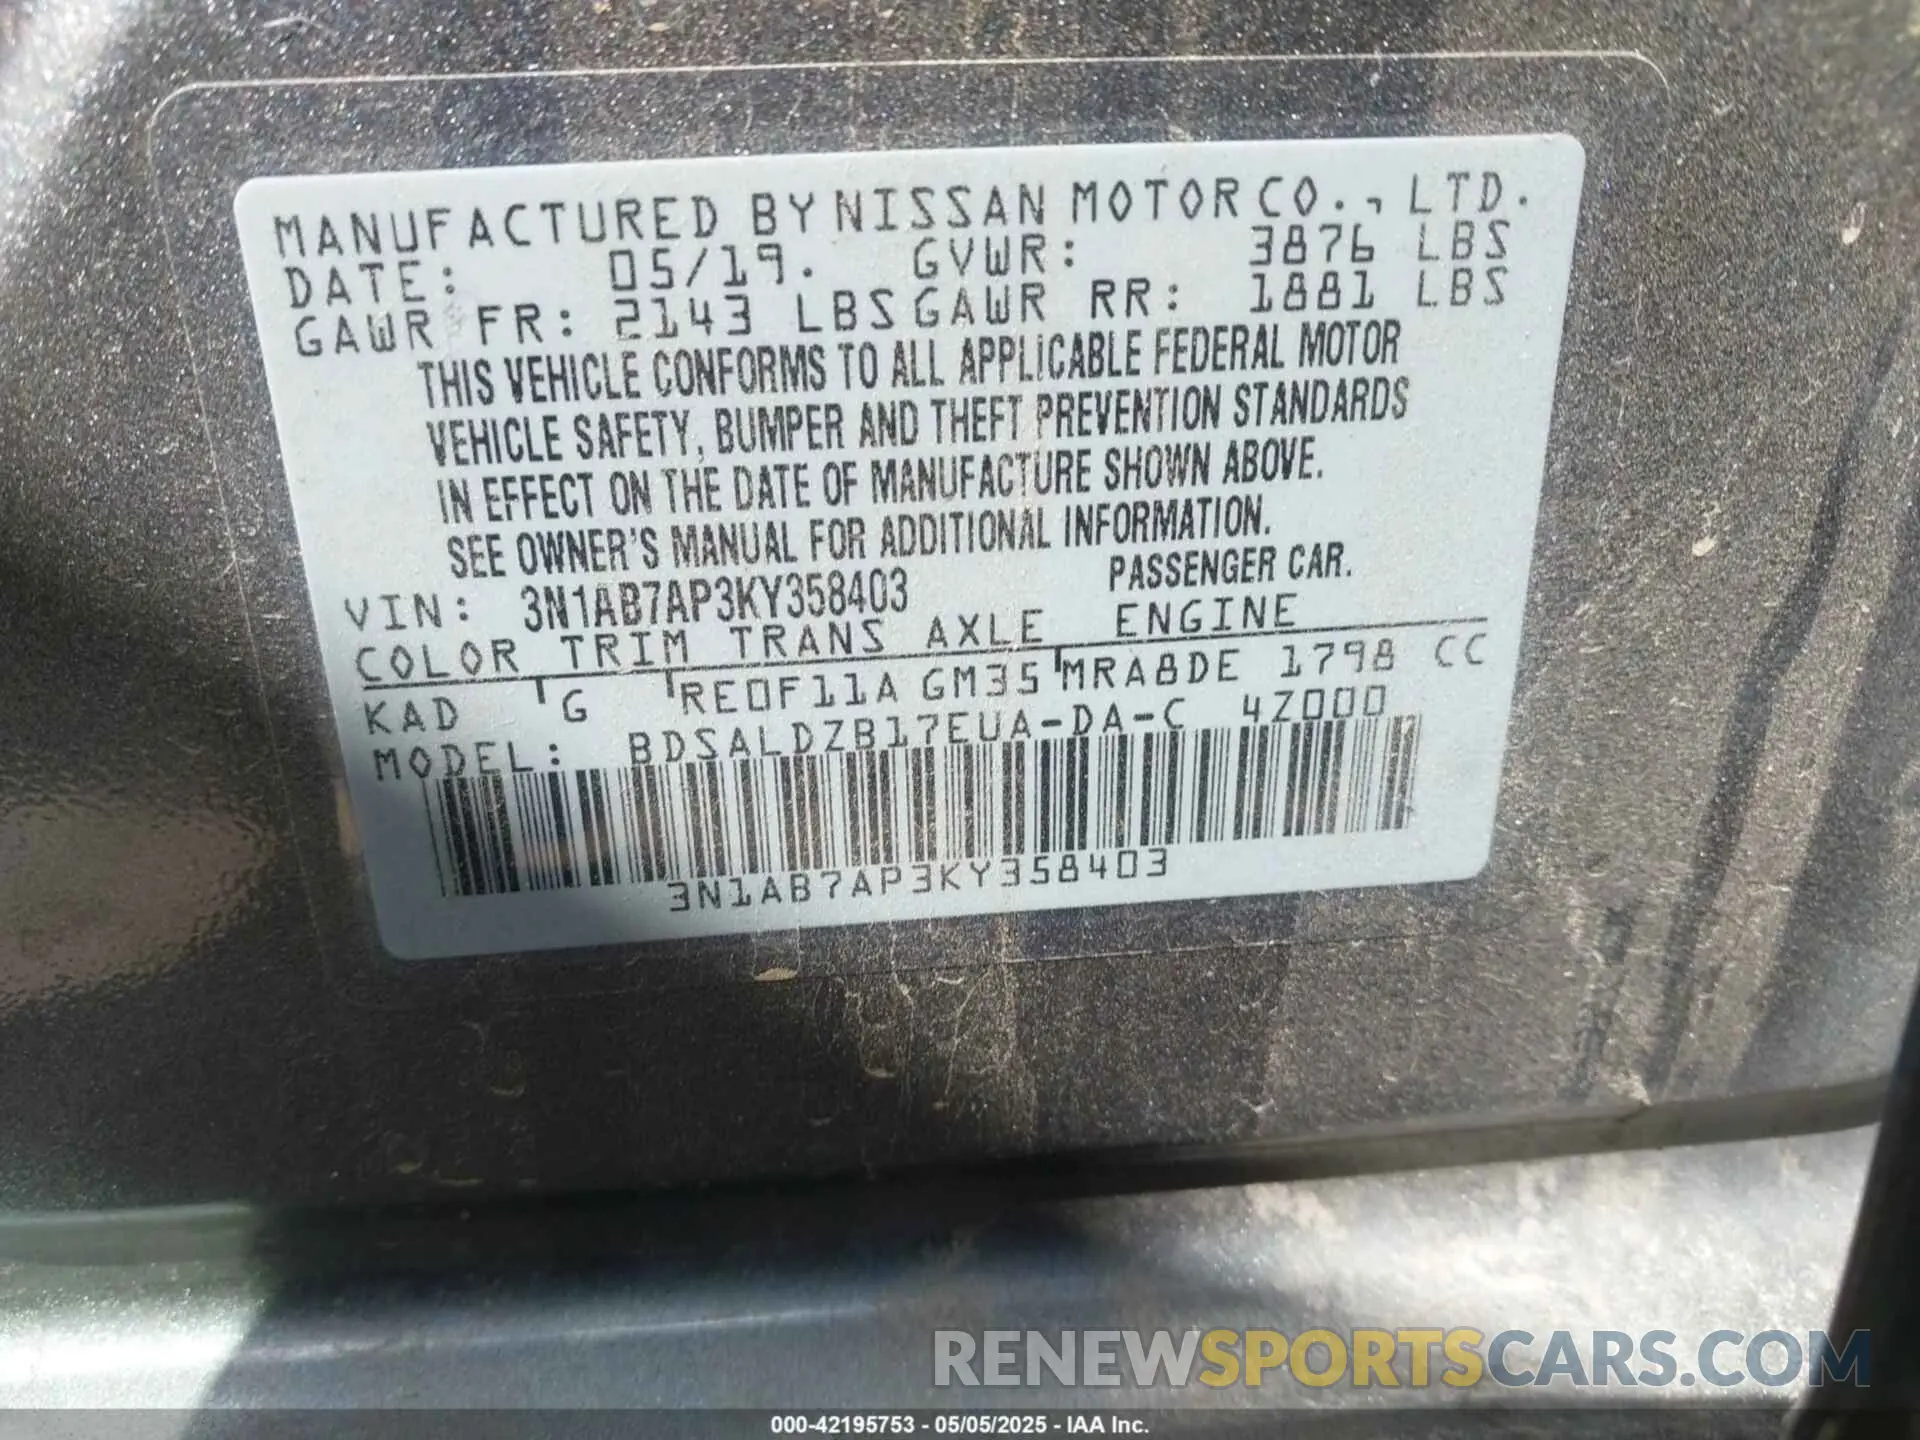 MANUFACTURED BY NISSAN MOTOR CO., LTD.
DATE: 05/19. GVWR: 3876 LBS
GAWR FR: 2143 LBS GAWR RR: 1881 LBS
THIS VEHICLE CONFORMS TO ALL APPLICABLE FEDERAL MOTOR
VEHICLE SAFETY, BUMPER AND THEFT PREVENTION STANDARDS
IN EFFECT ON THE DATE OF MANUFACTURE SHOWN ABOVE.
SEE OWNER'S MANUAL FOR ADDITIONAL INFORMATION.
VIN: 3N1AB7AP3KY358403 PASSENGER CAR.
COLOR TRIM TRANS AXLE ENGINE
KAD G RE0F11A GM35 MRA8DE 1798 CC
MODEL: BDSALDZB17EUA-DA-C 4Z000
3N1AB7AP3KY358403
RENEWSPORTSCARS.COM
000-42195753 - 05/05/2025 - IAA Inc.